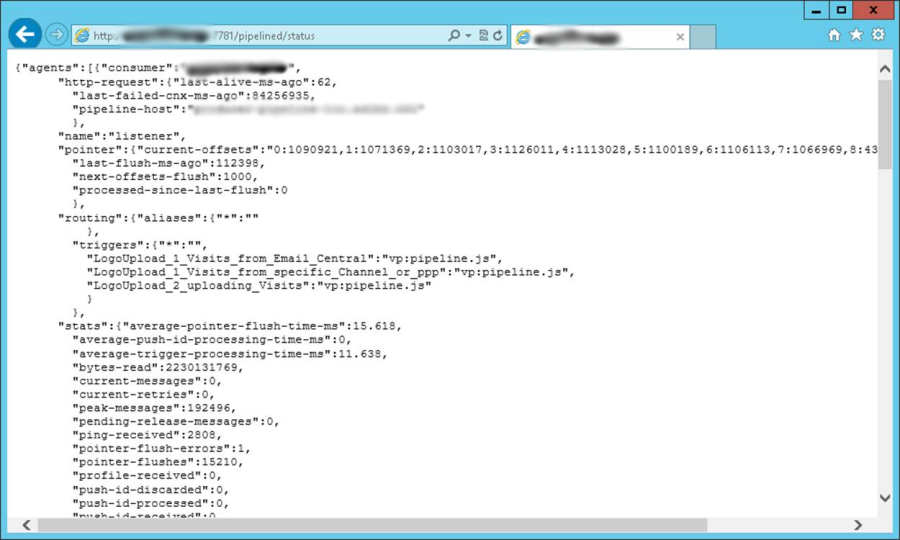 http:
7781/pipelined/status
{"agents":[{"consumer":"
"http-request":{"last-alive-ms-ago":62,
"last-failed-cnx-ms-ago":84256935,
"pipeline-host":"
},
"name":"listener",
"pointer":{"current-offsets":"0:1090921,1:1071369,2:1103017,3:1126011,4:1113028,5:1100189,6:1106113,7:1066969,8:43
"last-flush-ms-ago":112398,
"next-offsets-flush":1000,
"processed-since-last-flush":0
},
"routing":{"aliases":{"*":""
},
"triggers":{"*":"",
"LogoUpload_1_Visits_from_Email_Central":"vp:pipeline.js",
"LogoUpload_1_Visits_from_specific_Channel_or_ppp":"vp:pipeline.js",
"LogoUpload_2_uploading_Visits":"vp:pipeline.js"
}
},
"stats":{"average-pointer-flush-time-ms":15.618,
"average-push-id-processing-time-ms":0,
"average-trigger-processing-time-ms":11.638,
"bytes-read":2230131769,
"current-messages":0,
"current-retries":0,
"peak-messages":192496,
"pending-release-messages":0,
"ping-received":2808,
"pointer-flush-errors":1,
"pointer-flushes":15210,
"profile-received":0,
"push-id-discarded":0,
"push-id-processed":0,
"push-id-received":0